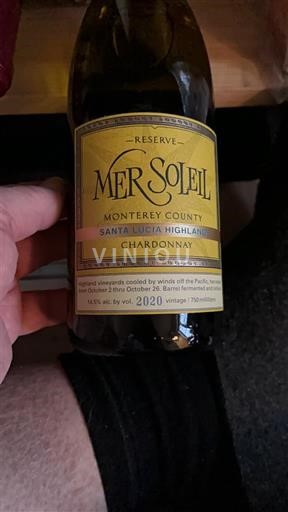 —RESERVE—
MER SOLEIL
MONTEREY COUNTY
SANTA LUCIA HIGHLAND
CHARDONNAY
VINIOU
Highland vineyards cooled by winds off the Pacific,
from October 2 thru October 26. Barrel fermented and
14.5% alc. by vol. 2020 vintage / 750 milliliters